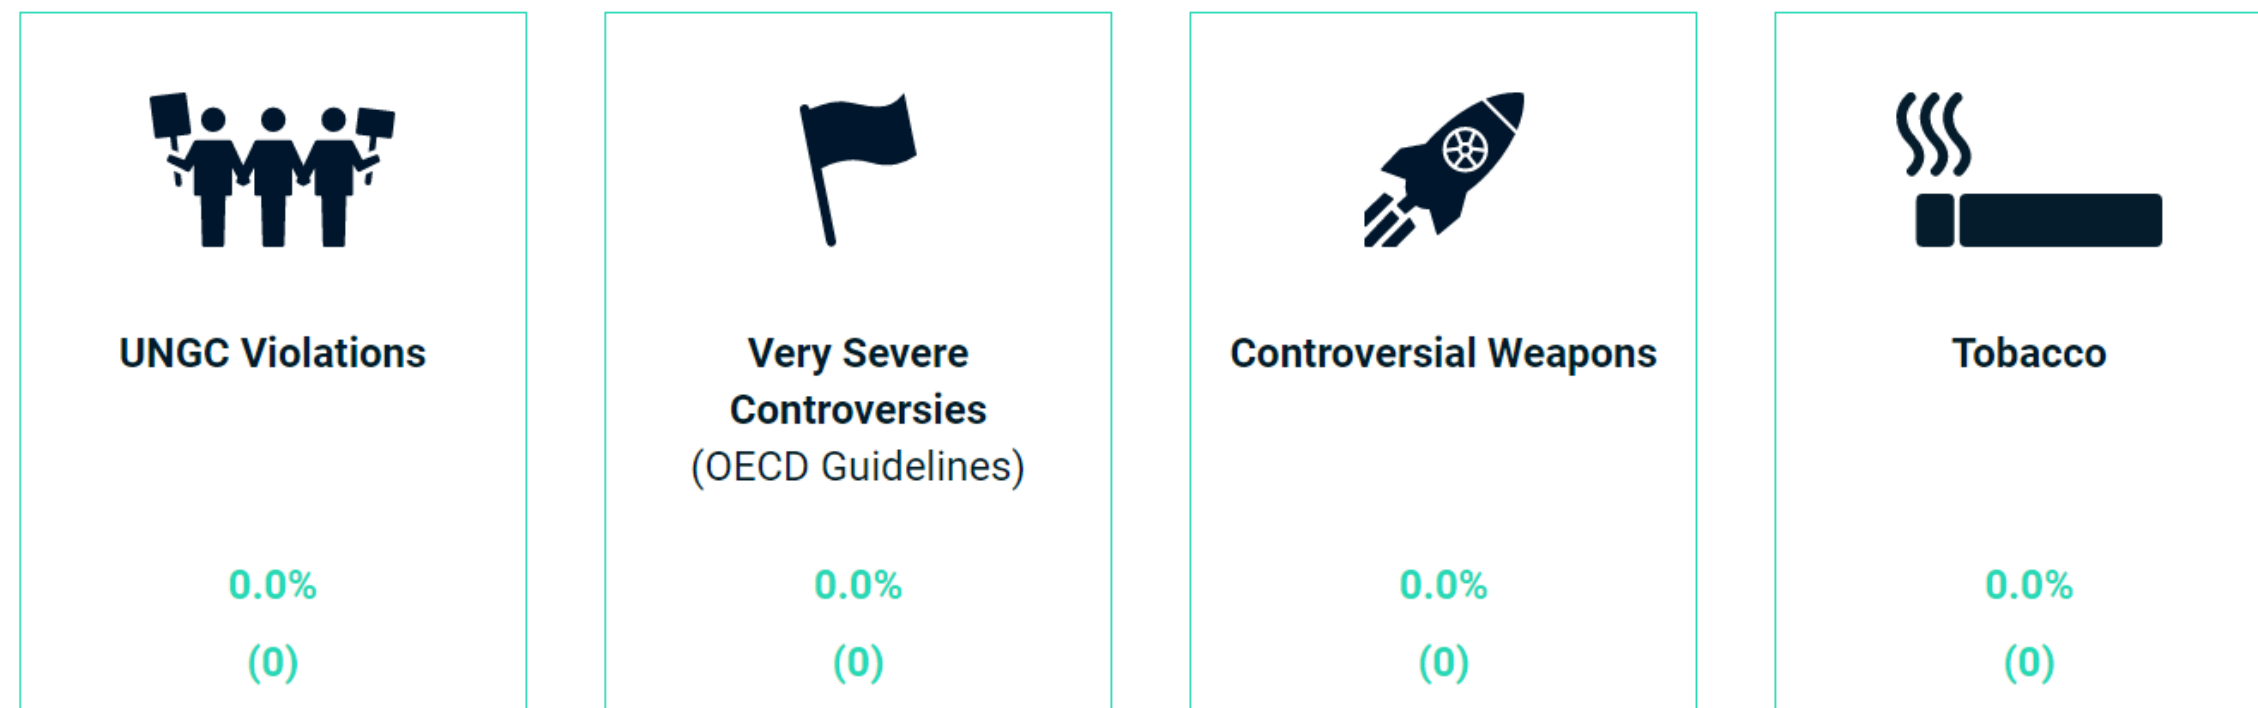 UNGC Violations
0.0%
(0)
Very Severe
Controversies
(OECD Guidelines)
0.0%
(0)
Controversial Weapons
0.0%
(0)
Tobacco
0.0%
(0)